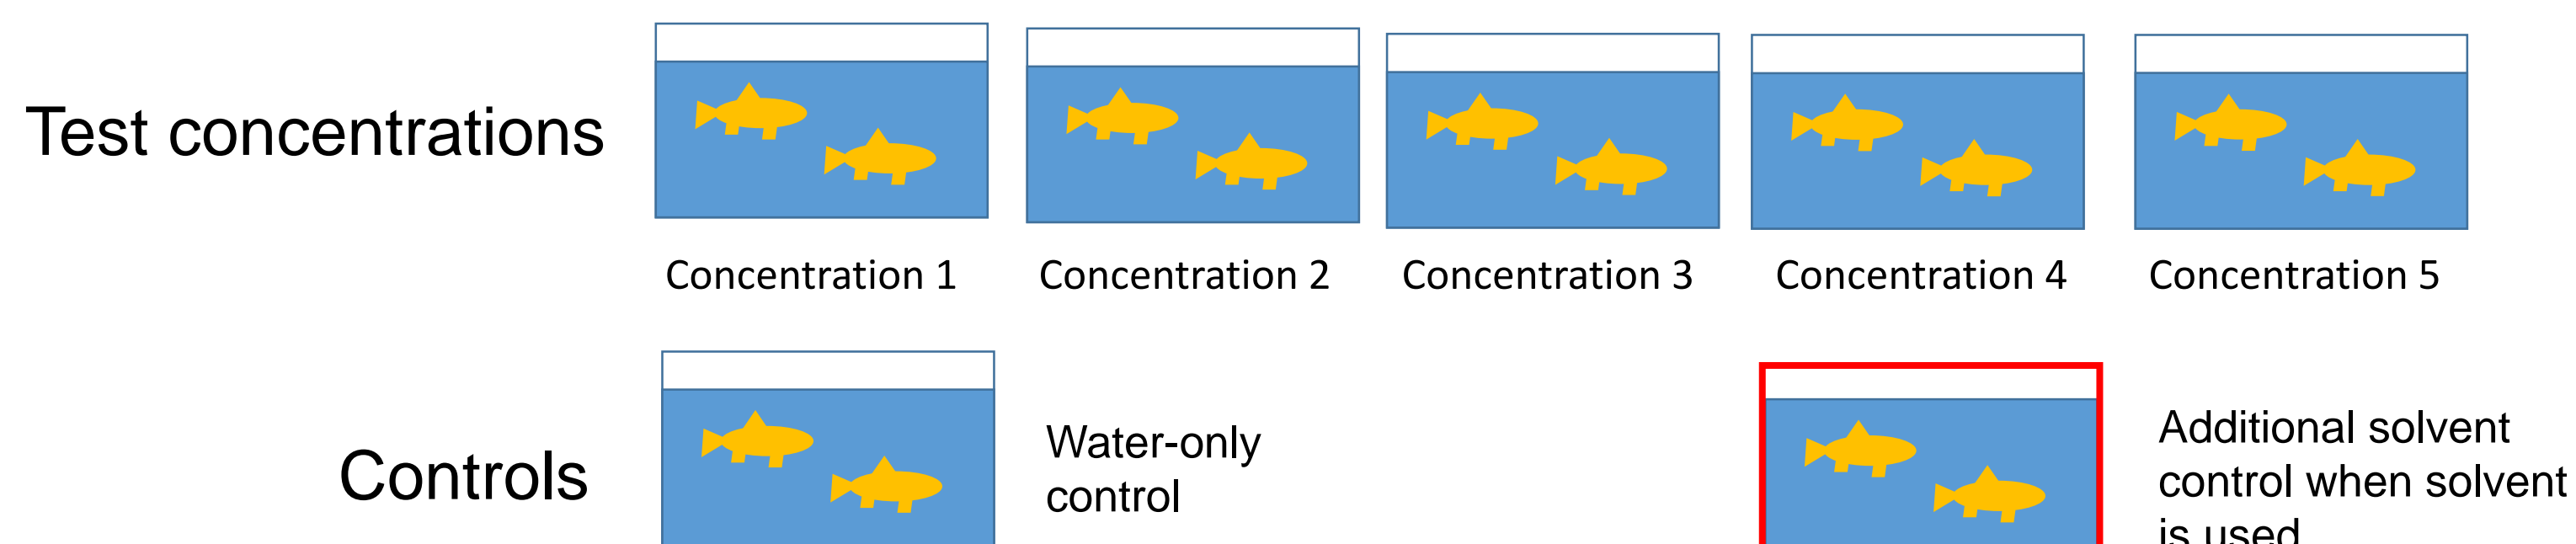 Test concentrations
Concentration 1
Concentration 2
Concentration 3
Concentration 4
Concentration 5
Controls
Water-only
control
Additional solvent
control when solvent
is used